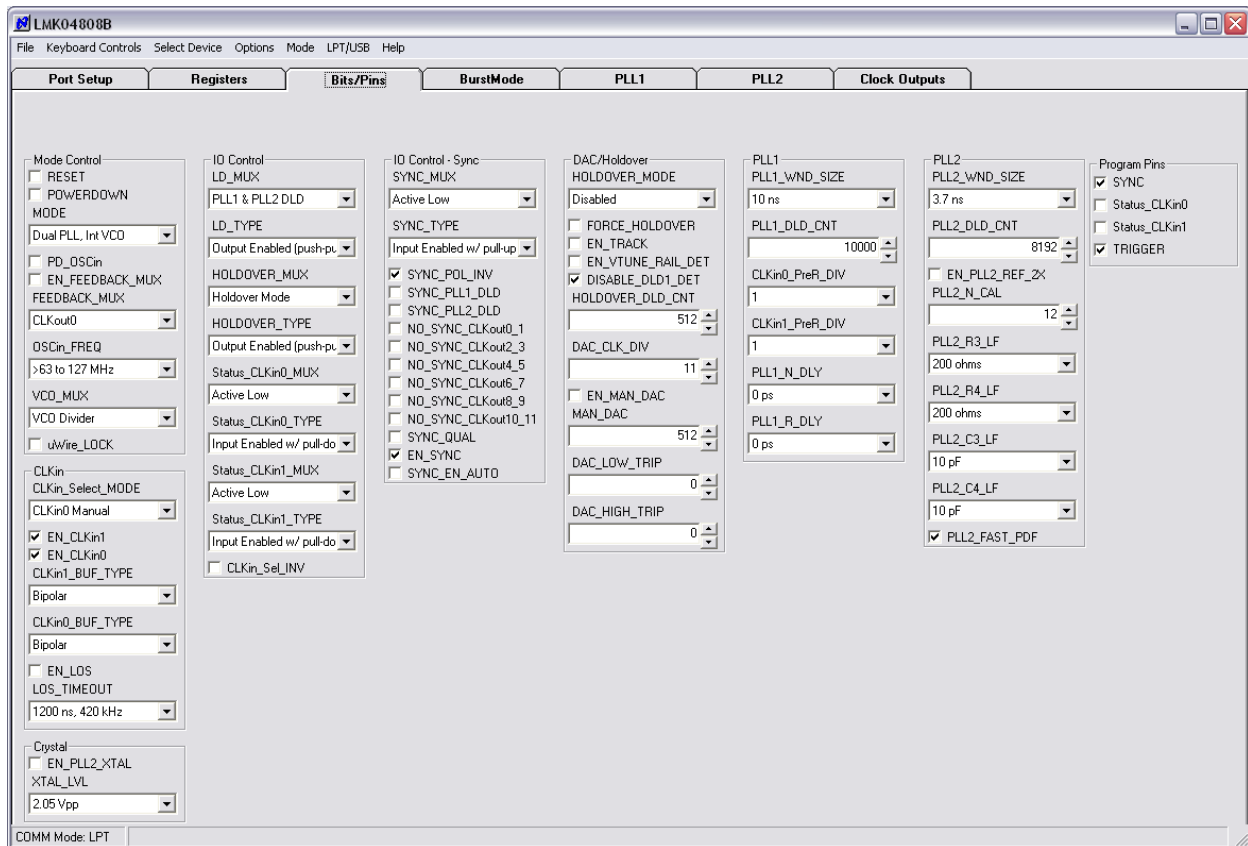 LMK04808B
File Keyboard Controls Select Device Options Mode LPT/USB Help
Port Setup Registers Bits/Pins BurstMode PLL1 PLL2 Clock Outputs
Mode Control
RESET
POWERDOWN
MODE
Dual PLL, Int VCO
PD_OSCin
EN_FEEDBACK_MUX
FEEDBACK_MUX
CLKout0
OSCin_FREQ
>63 to 127 MHz
VCO_MUX
VCO Divider
uWire_LOCK
CLKin
CLKin_Select_MODE
CLKin0 Manual
EN_CLKin1
EN_CLKin0
CLKin1_BUF_TYPE
Bipolar
CLKin0_BUF_TYPE
Bipolar
EN_LOS
LOS_TIMEOUT
1200 ns, 420 kHz
Crystal
EN_PLL2_XTAL
XTAL_LVL
2.05 Vpp
IO Control
LD_MUX
PLL1 & PLL2 DLD
LD_TYPE
Output Enabled (push-pu
HOLDOVER_MUX
Holdover Mode
HOLDOVER_TYPE
Output Enabled (push-pu
Status_CLKin0_MUX
Active Low
Status_CLKin0_TYPE
Input Enabled w/ pull-do
Status_CLKin1_MUX
Active Low
Status_CLKin1_TYPE
Input Enabled w/ pull-do
CLKin_Sel_INV
IO Control - Sync
SYNC_MUX
Active Low
SYNC_TYPE
Input Enabled w/ pull-up
SYNC_POL_INV
SYNC_PLL1_DLD
SYNC_PLL2_DLD
NO_SYNC_CLKout0_1
NO_SYNC_CLKout2_3
NO_SYNC_CLKout4_5
NO_SYNC_CLKout6_7
NO_SYNC_CLKout8_9
NO_SYNC_CLKout10_11
SYNC_QUAL
EN_SYNC
SYNC_EN_AUTO
DAC/Holdover
HOLDOVER_MODE
Disabled
FORCE_HOLDOVER
EN_TRACK
EN_VTUNE_RAIL_DET
DISABLE_DLD1_DET
HOLDOVER_DLD_CNT
512
DAC_CLK_DIV
11
EN_MAN_DAC
MAN_DAC
512
DAC_LOW_TRIP
0
DAC_HIGH_TRIP
0
PLL1
PLL1_WND_SIZE
10 ns
PLL1_DLD_CNT
10000
CLKin0_PreR_DIV
1
CLKin1_PreR_DIV
1
PLL1_N_DLY
0 ps
PLL1_R_DLY
0 ps
PLL2
PLL2_WND_SIZE
3.7 ns
PLL2_DLD_CNT
8192
EN_PLL2_REF_2X
PLL2_N_CAL
12
PLL2_R3_LF
200 ohms
PLL2_R4_LF
200 ohms
PLL2_C3_LF
10 pF
PLL2_C4_LF
10 pF
PLL2_FAST_PDF
Program Pins
SYNC
Status_CLKin0
Status_CLKin1
TRIGGER
COMM Mode: LPT